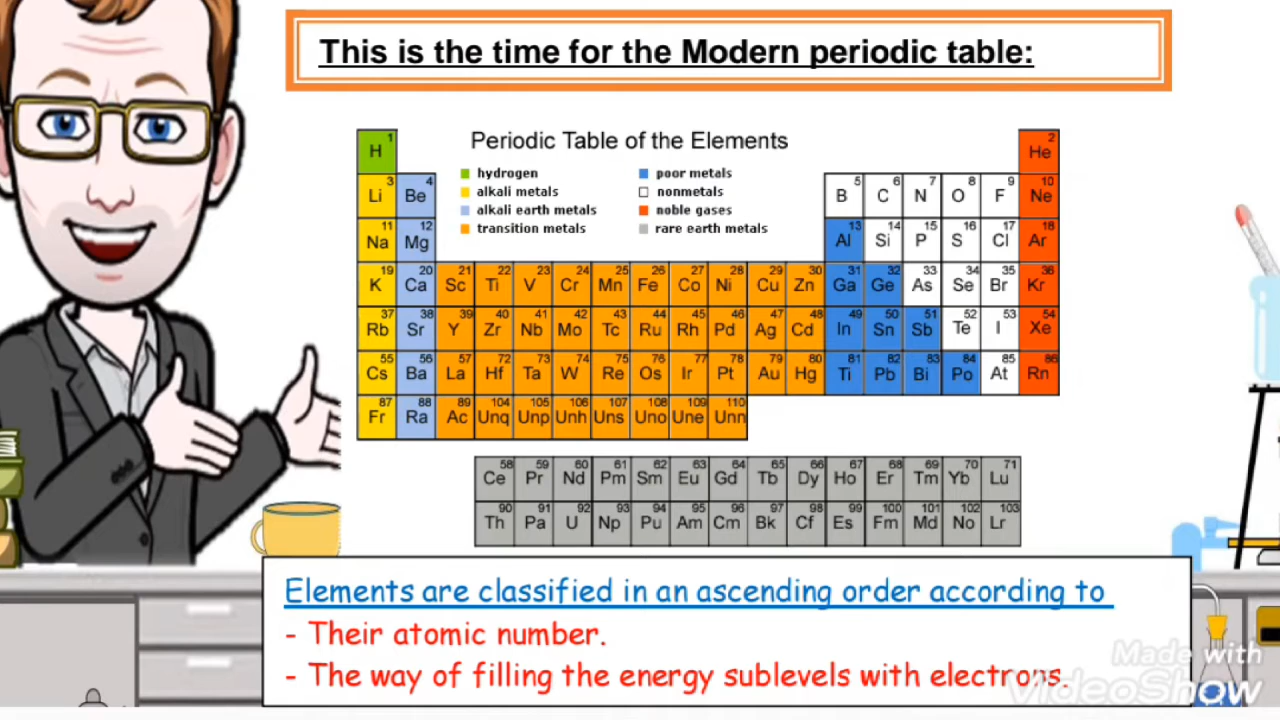 This is the time for the Modern periodic table:
Periodic Table of the Elements
hydrogen
alkali metals
alkali earth metals
transition metals
poor metals
nonmetals
noble gases
rare earth metals
1 2
H He
3 4 5 6 7 8 9 10
Li Be B C N O F Ne
11 12 13 14 15 16 17 18
Na Mg Al Si P S Cl Ar
19 20 21 22 23 24 25 26 27 28 29 30 31 32 33 34 35 36
K Ca Sc Ti V Cr Mn Fe Co Ni Cu Zn Ga Ge As Se Br Kr
37 38 39 40 41 42 43 44 45 46 47 48 49 50 51 52 53 54
Rb Sr Y Zr Nb Mo Tc Ru Rh Pd Ag Cd In Sn Sb Te I Xe
55 56 57 72 73 74 75 76 77 78 79 80 81 82 83 84 85 86
Cs Ba La Hf Ta W Re Os Ir Pt Au Hg Ti Pb Bi Po At Rn
87 88 89 104 105 106 107 108 109 110
Fr Ra Ac Unq Unp Unh Uns Uno Une Unn
58 59 60 61 62 63 64 65 66 67 68 69 70 71
Ce Pr Nd Pm Sm Eu Gd Tb Dy Ho Er Tm Yb Lu
90 91 92 93 94 95 96 97 98 99 100 101 102 103
Th Pa U Np Pu Am Cm Bk Cf Es Fm Md No Lr
Elements are classified in an ascending order according to
- Their atomic number.
- The way of filling the energy sublevels with electrons.
Made with
VideoShow